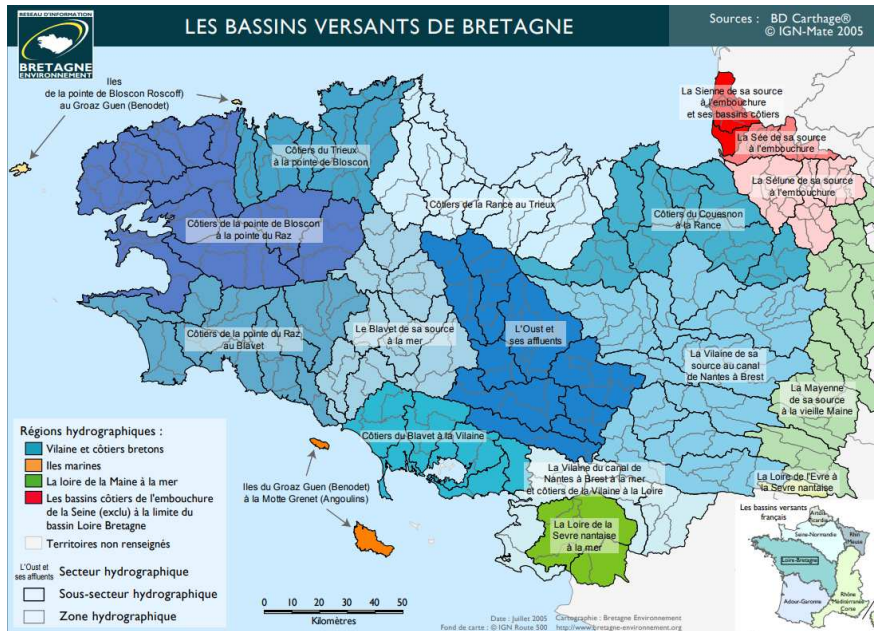 RESEAU D'INFORMATION
BRETAGNE
ENVIRONNEMENT
LES BASSINS VERSANTS DE BRETAGNE
Sources : BD Carthage®
© IGN-Mate 2005
Iles
de la pointe de Bloscon Roscoff)
au Groaz Guen (Benodet)
La Sienne de sa source
à l'embouchure
et ses bassins côtiers
La Sée de sa source
à l'embouchure
La Sélune de sa source
à l'embouchure
Côtiers du Trieux
à la pointe de Bloscon
Côtiers de la Rance au Trieux
Côtiers du Couesnon
à la Rance
Côtiers de la pointe de Bloscon
à la pointe du Raz
Côtiers de la pointe du Raz
au Blavet
Le Blavet de sa source
à la mer
L'Oust et
ses affluents
La Vilaine de sa
source au canal
de Nantes à Brest
La Mayenne
de sa source
à la vieille Maine
Côtiers du Blavet à la Vilaine
La Vilaine du canal de
Nantes à Brest à la mer
et côtiers de la Vilaine à la Loire
La Loire de l'Evre à
la Sevre nantaise
Iles du Groaz Guen (Benodet)
à la Motte Grenet (Angoulins)
La Loire de la
Sevre nantaise
à la mer
Régions hydrographiques :
Vilaine et côtiers bretons
Iles marines
La loire de la Maine à la mer
Les bassins côtiers de l'embouchure
de la Seine (exclu) à la limite du
bassin Loire Bretagne
Territoires non renseignés
L'Oust et
ses affluents
Secteur hydrographique
Sous-secteur hydrographique
Zone hydrographique
0 10 20 30 40 50
Kilomètres
Date : Juillet 2005 Cartographie : Bretagne Environnement
Fond de carte : © IGN Route 500 http://www.bretagne-environnement.org
Les bassins versants
français
Artois
Picardie
Seine-Normandie
Rhin
Meuse
Loire-Bretagne
Adour-Garonne
Rhône
Méditerranée
Corse